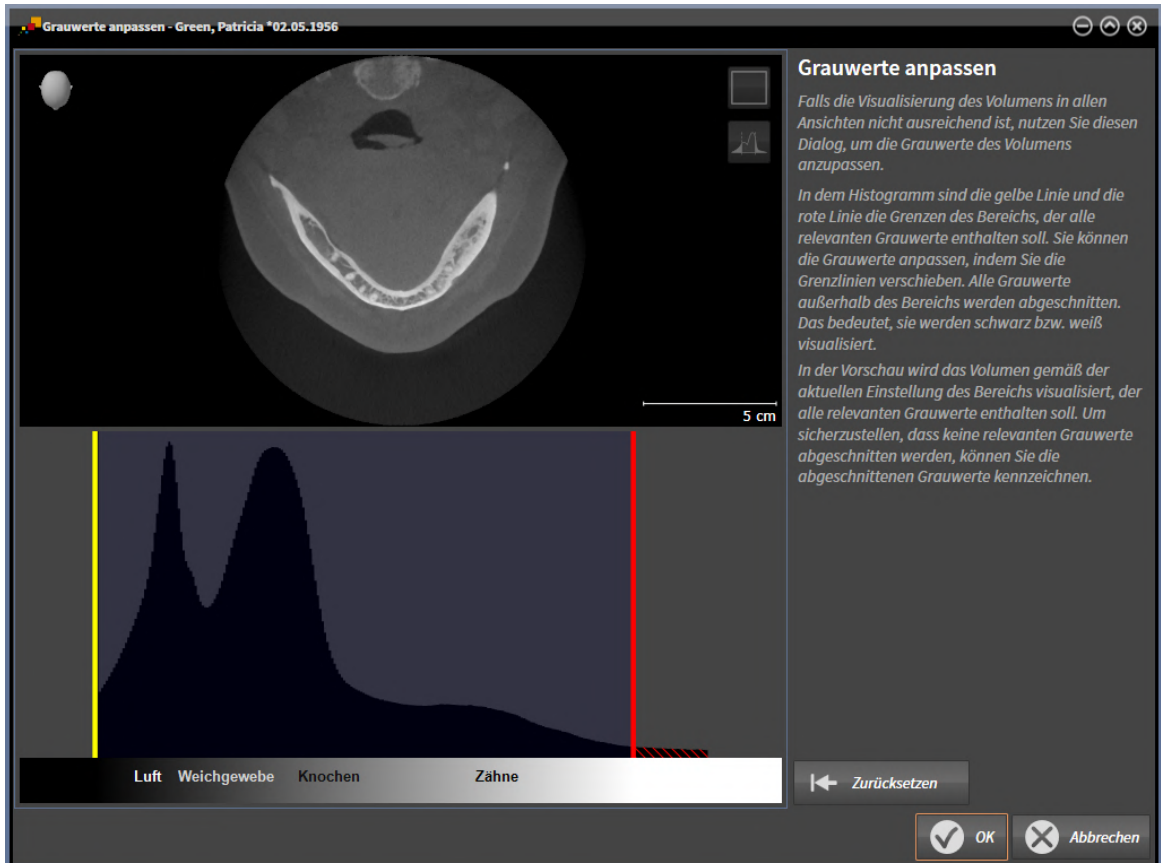 Grauwerte anpassen - Green, Patricia *02.05.1956
Grauwerte anpassen
Falls die Visualisierung des Volumens in allen
Ansichten nicht ausreichend ist, nutzen Sie diesen
Dialog, um die Grauwerte des Volumens
anzupassen.
In dem Histogramm sind die gelbe Linie und die
rote Linie die Grenzen des Bereichs, der alle
relevanten Grauwerte enthalten soll. Sie können
die Grauwerte anpassen, indem Sie die
Grenzlinien verschieben. Alle Grauwerte
außerhalb des Bereichs werden abgeschnitten.
Das bedeutet, sie werden schwarz bzw. weiß
visualisiert.
In der Vorschau wird das Volumen gemäß der
aktuellen Einstellung des Bereichs visualisiert, der
alle relevanten Grauwerte enthalten soll. Um
sicherzustellen, dass keine relevanten Grauwerte
abgeschnitten werden, können Sie die
abgeschnittenen Grauwerte kennzeichnen.
5 cm
Luft Weichgewebe Knochen Zähne
Zurücksetzen
OK Abbrechen